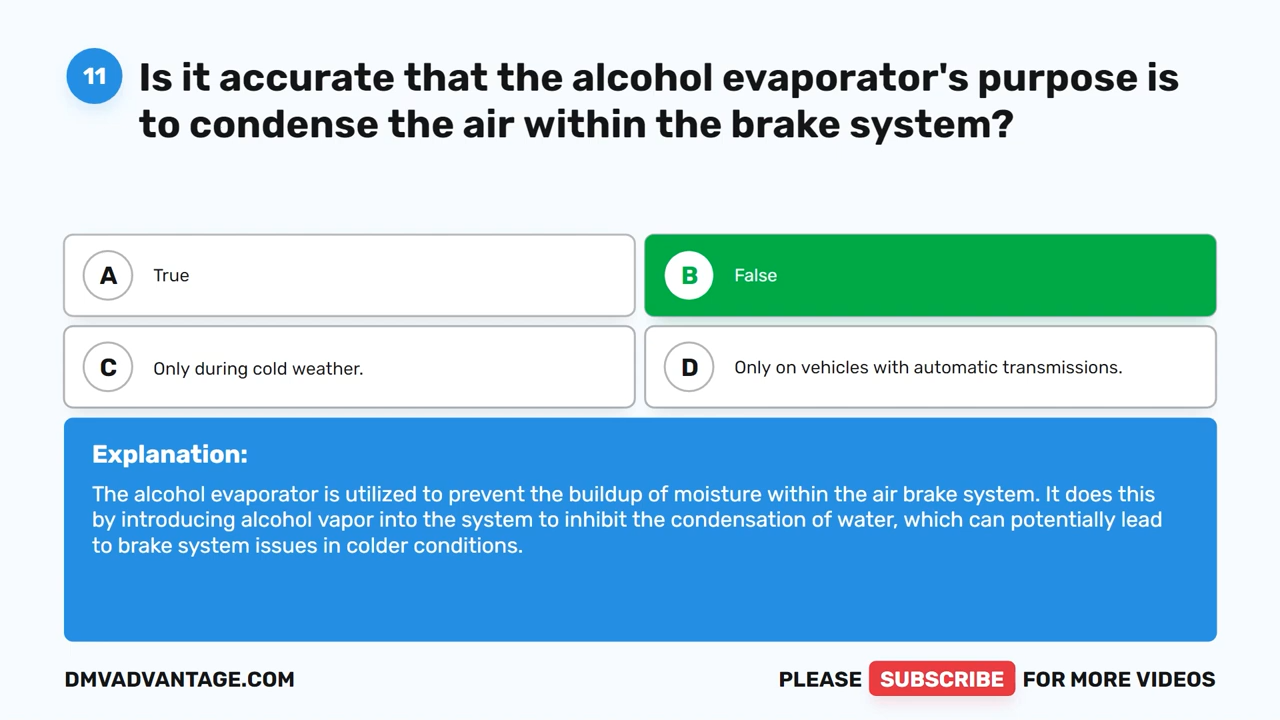 11
Is it accurate that the alcohol evaporator's purpose is
to condense the air within the brake system?
A True
B False
C Only during cold weather.
D Only on vehicles with automatic transmissions.
Explanation:
The alcohol evaporator is utilized to prevent the buildup of moisture within the air brake system. It does this
by introducing alcohol vapor into the system to inhibit the condensation of water, which can potentially lead
to brake system issues in colder conditions.
DMVADVANTAGE.COM
PLEASE SUBSCRIBE FOR MORE VIDEOS